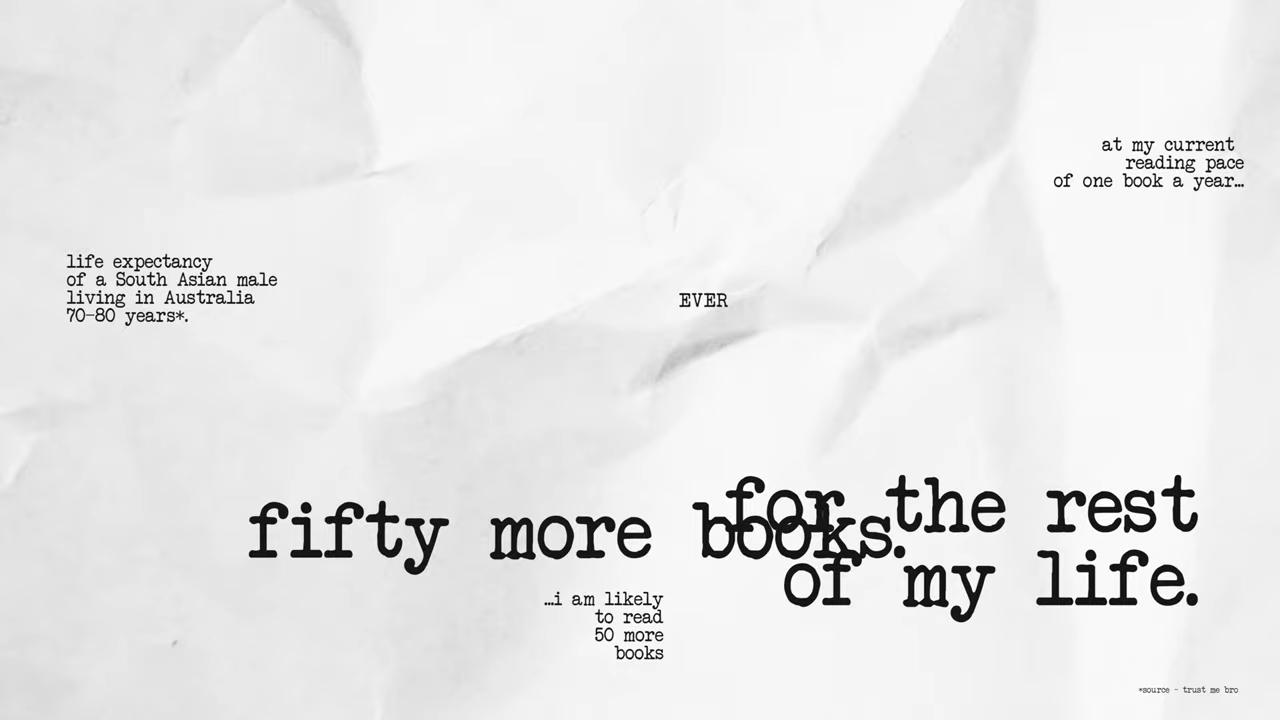 at my current
reading pace
of one book a year…
life expectancy
of a South Asian male
living in Australia
70-80 years*.
EVER
fifty more books.
for the rest
of my life.
…i am likely
to read
50 more
books
*source - trust me bro